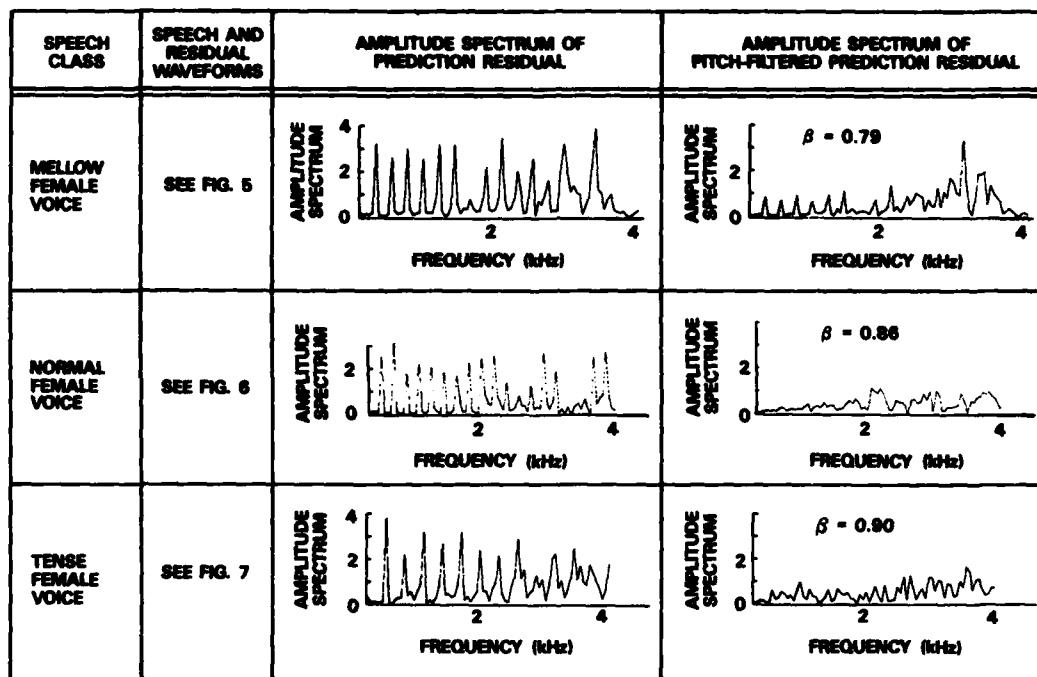 SPEECH CLASS
SPEECH AND RESIDUAL WAVEFORMS
AMPLITUDE SPECTRUM OF PREDICTION RESIDUAL
AMPLITUDE SPECTRUM OF PITCH-FILTERED PREDICTION RESIDUAL
MELLOW FEMALE VOICE
SEE FIG. 5
AMPLITUDE SPECTRUM
4
2
0
2
4
FREQUENCY (kHz)
AMPLITUDE SPECTRUM
2
0
β = 0.79
2
4
FREQUENCY (kHz)
NORMAL FEMALE VOICE
SEE FIG. 6
AMPLITUDE SPECTRUM
2
0
2
4
FREQUENCY (kHz)
AMPLITUDE SPECTRUM
2
0
β = 0.86
2
4
FREQUENCY (kHz)
TENSE FEMALE VOICE
SEE FIG. 7
AMPLITUDE SPECTRUM
4
2
0
2
4
FREQUENCY (kHz)
AMPLITUDE SPECTRUM
2
0
β = 0.90
2
4
FREQUENCY (kHz)